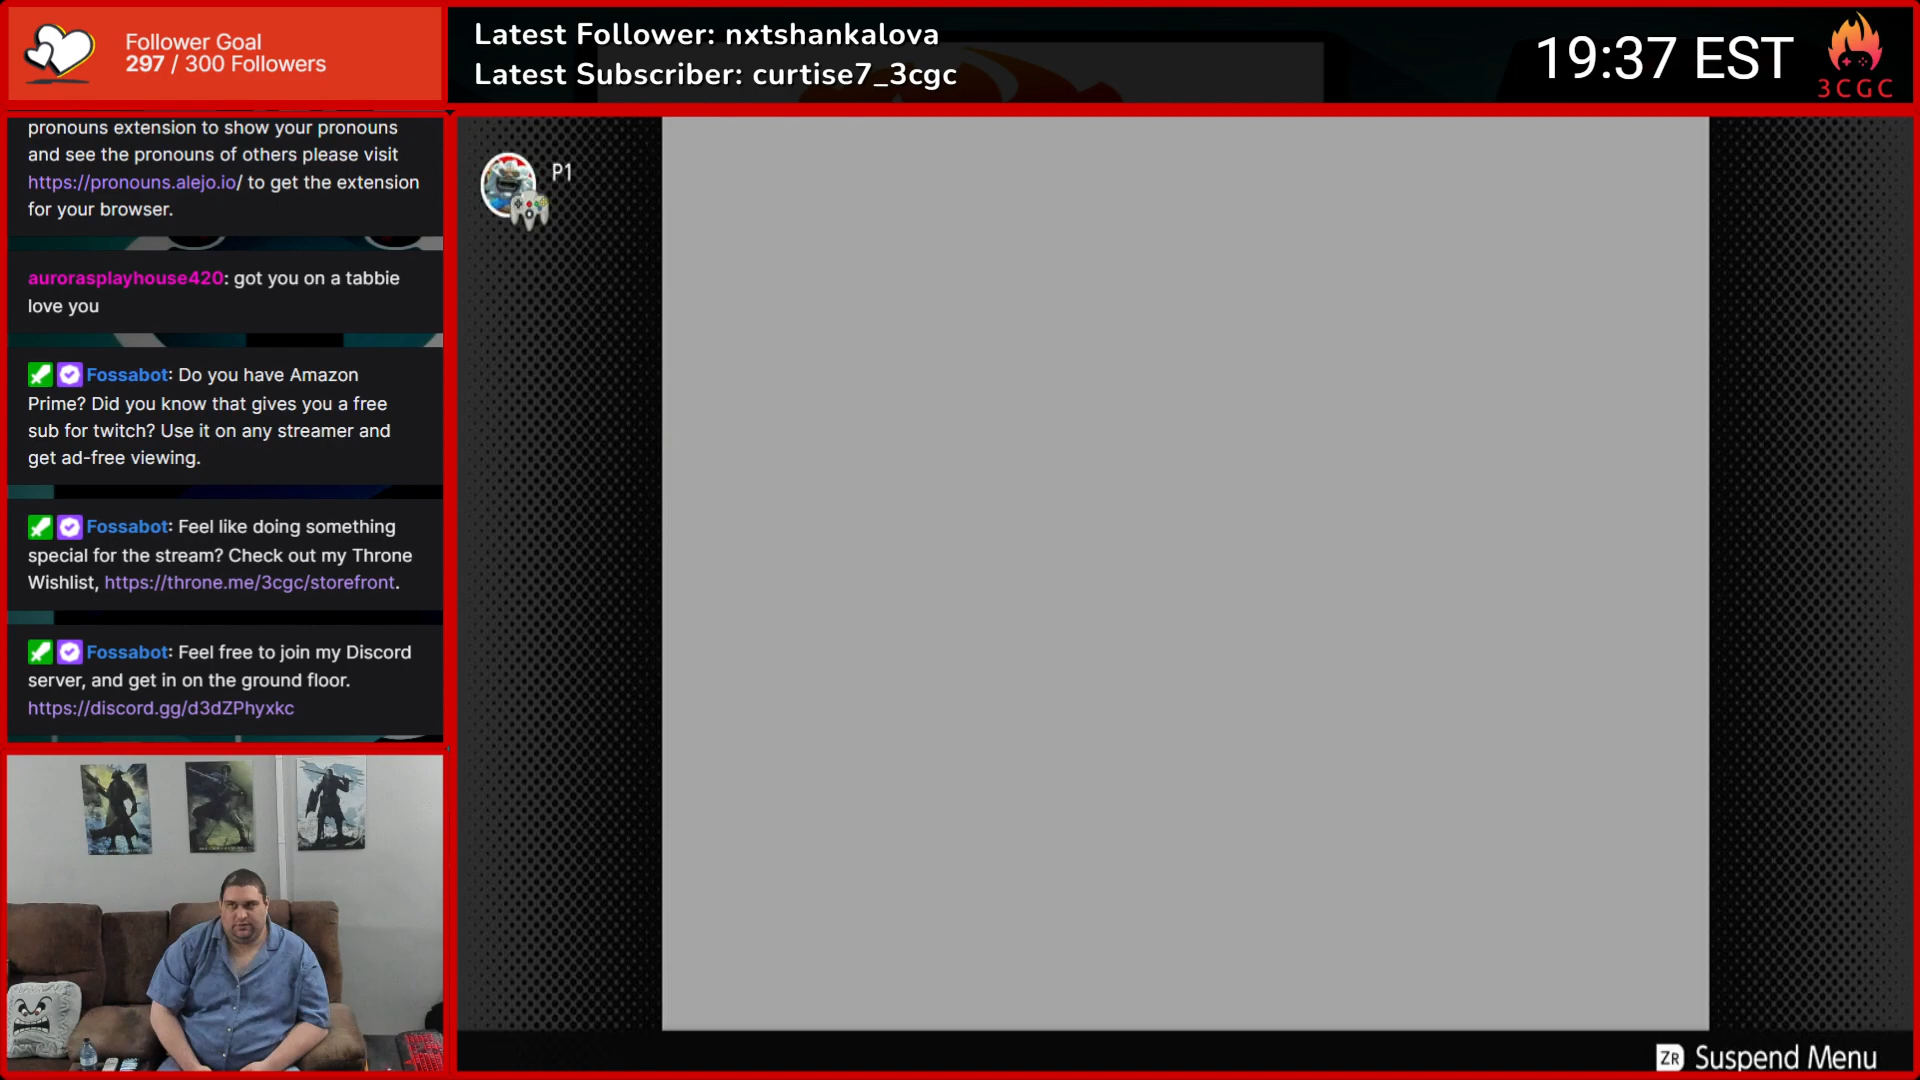 Follower Goal
297 / 300 Followers
Latest Follower: nxtshankalova
Latest Subscriber: curtise7_3cgc
19:37 EST
3CGC
pronouns extension to show your pronouns
and see the pronouns of others please visit
https://pronouns.alejo.io/ to get the extension
for your browser.
aurorasplayhouse420: got you on a tabbie
love you
Fossabot: Do you have Amazon
Prime? Did you know that gives you a free
sub for twitch? Use it on any streamer and
get ad-free viewing.
Fossabot: Feel like doing something
special for the stream? Check out my Throne
Wishlist, https://throne.me/3cgc/storefront.
Fossabot: Feel free to join my Discord
server, and get in on the ground floor.
https://discord.gg/d3dZPhyxkc
P1
ZR Suspend Menu